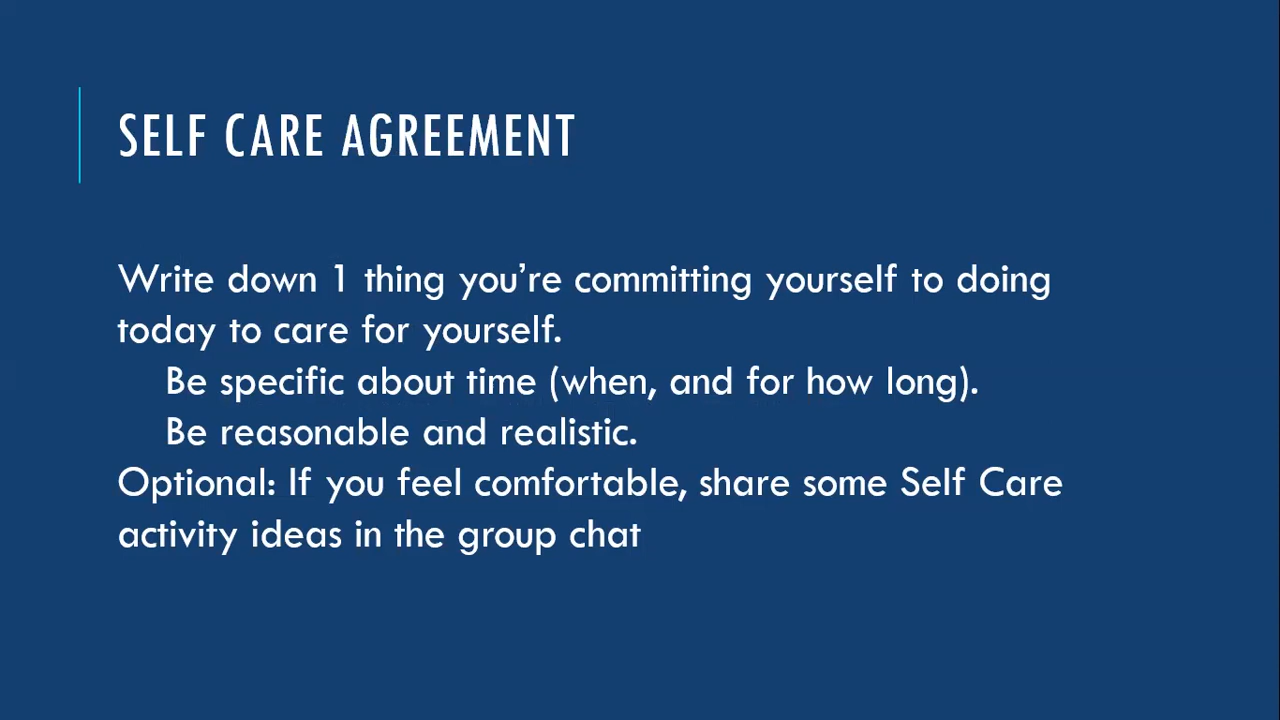 SELF CARE AGREEMENT
Write down 1 thing you’re committing yourself to doing
today to care for yourself.
Be specific about time (when, and for how long).
Be reasonable and realistic.
Optional: If you feel comfortable, share some Self Care
activity ideas in the group chat